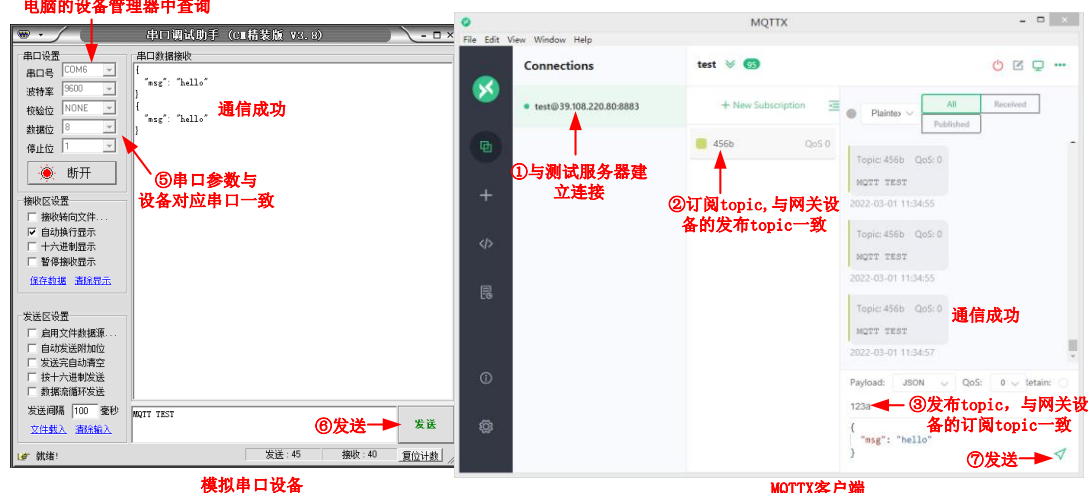 电脑的设备管理器中查询
串口调试助手 (CM精装版 V3.8)
串口设置
串口号 COM6
波特率 9600
校验位 NONE
数据位 8
停止位 1
断开
接收区设置
接收转向文件...
自动换行显示
十六进制显示
暂停接收显示
保存数据 清除显示
发送区设置
启用文件数据源...
自动发送附加位
发送完自动清空
按十六进制发送
数据流循环发送
发送间隔 100 毫秒
文件载入 清除输入
就绪!
串口数据接收
{
"msg": "hello"
}
{
"msg": "hello"
}
通信成功
⑤串口参数与
设备对应串口一致
MQTT TEST
⑥发送
发送
发送 : 45 接收 : 40 复位计数
模拟串口设备
MQTTX
File Edit View Window Help
Connections
test@39.108.220.80:8883
①与测试服务器建
立连接
test 95
+ New Subscription
456b QoS 0
②订阅topic,与网关设
备的发布topic一致
Plaintex
All Received
Published
Topic: 456b QoS: 0
MQTT TEST
2022-03-01 11:34:55
Topic: 456b QoS: 0
MQTT TEST
2022-03-01 11:34:55
Topic: 456b QoS: 0
MQTT TEST
2022-03-01 11:34:57
通信成功
Payload: JSON QoS: 0 letain:
123a
③发布topic, 与网关设
备的订阅topic一致
{
"msg": "hello"
}
⑦发送
MQTTX客户端